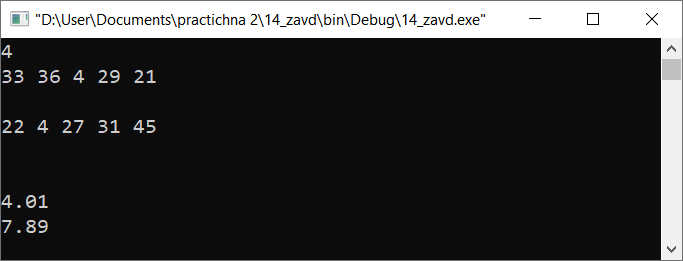 "D:\User\Documents\practichna 2\14_zavd\bin\Debug\14_zavd.exe"
4
33 36 4 29 21
22 4 27 31 45
4.01
7.89